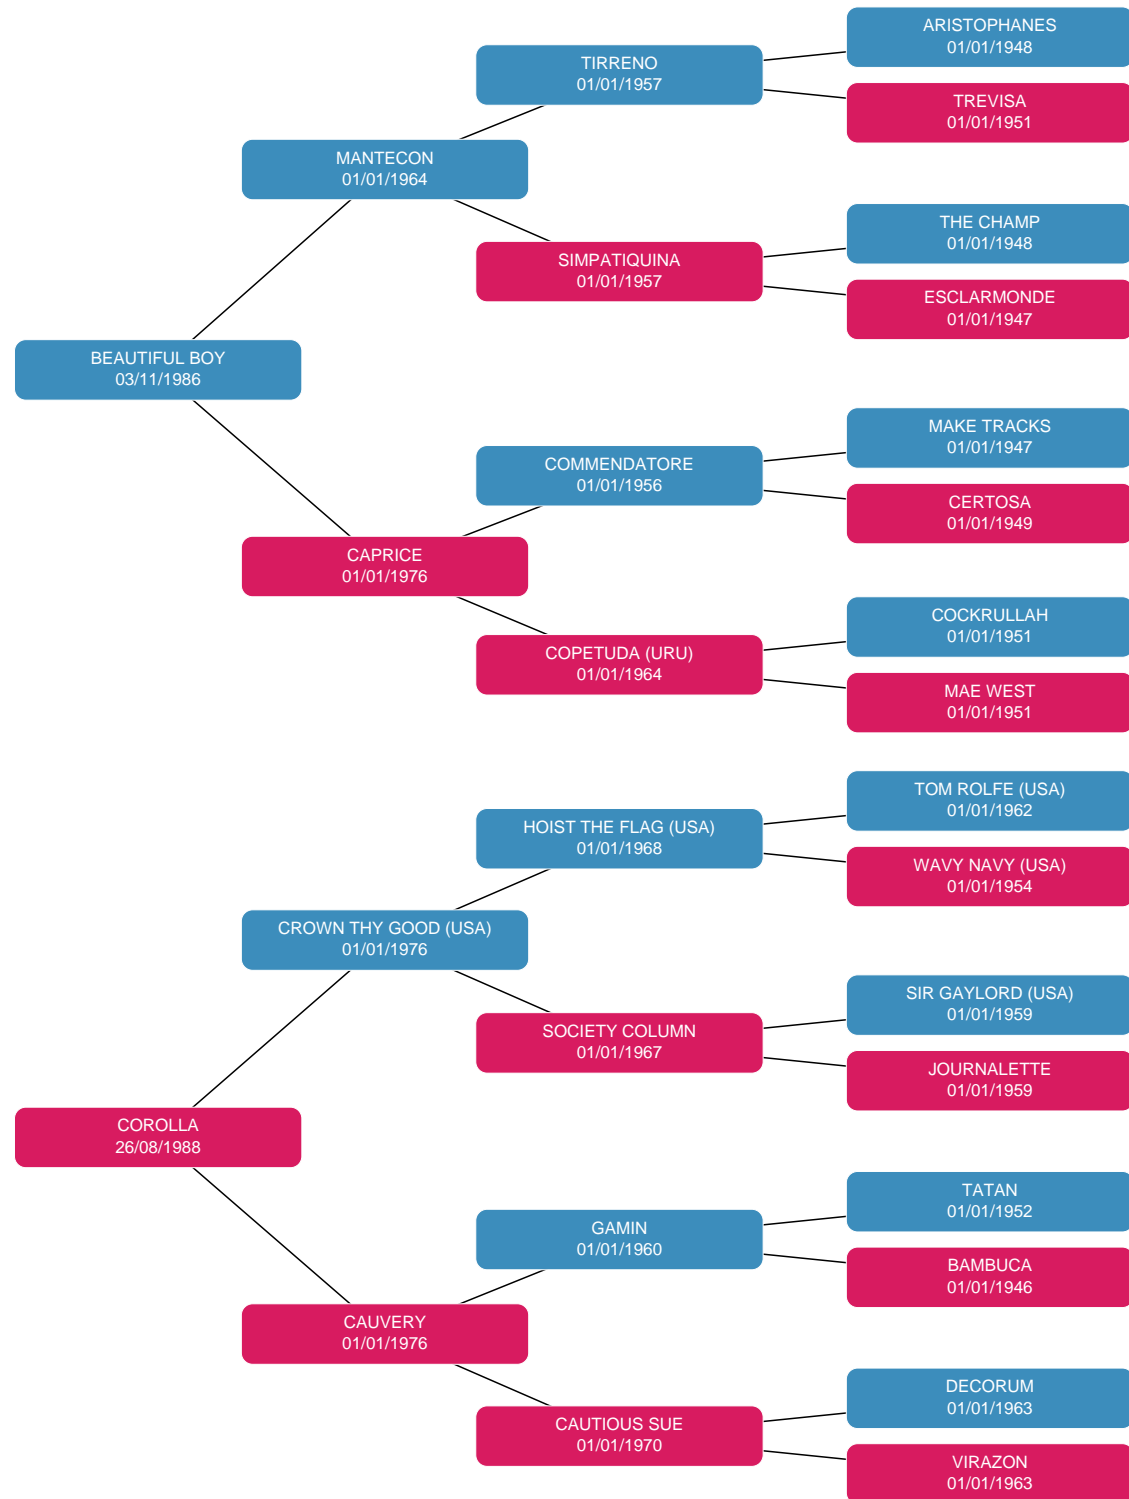 ARISTOPHANES
01/01/1948
TIRRENO
01/01/1957
TREVISA
01/01/1951
MANTECON
01/01/1964
THE CHAMP
01/01/1948
SIMPATIQUINA
01/01/1957
ESCLARMONDE
01/01/1947
BEAUTIFUL BOY
03/11/1986
MAKE TRACKS
01/01/1947
COMMENDATORE
01/01/1956
CERTOSA
01/01/1949
CAPRICE
01/01/1976
COCKRULLAH
01/01/1951
COPETUDA (URU)
01/01/1964
MAE WEST
01/01/1951
TOM ROLFE (USA)
01/01/1962
HOIST THE FLAG (USA)
01/01/1968
WAVY NAVY (USA)
01/01/1954
CROWN THY GOOD (USA)
01/01/1976
SIR GAYLORD (USA)
01/01/1959
SOCIETY COLUMN
01/01/1967
JOURNALETTE
01/01/1959
COROLLA
26/08/1988
TATAN
01/01/1952
GAMIN
01/01/1960
BAMBUCA
01/01/1946
CAUVERY
01/01/1976
DECORUM
01/01/1963
CAUTIOUS SUE
01/01/1970
VIRAZON
01/01/1963